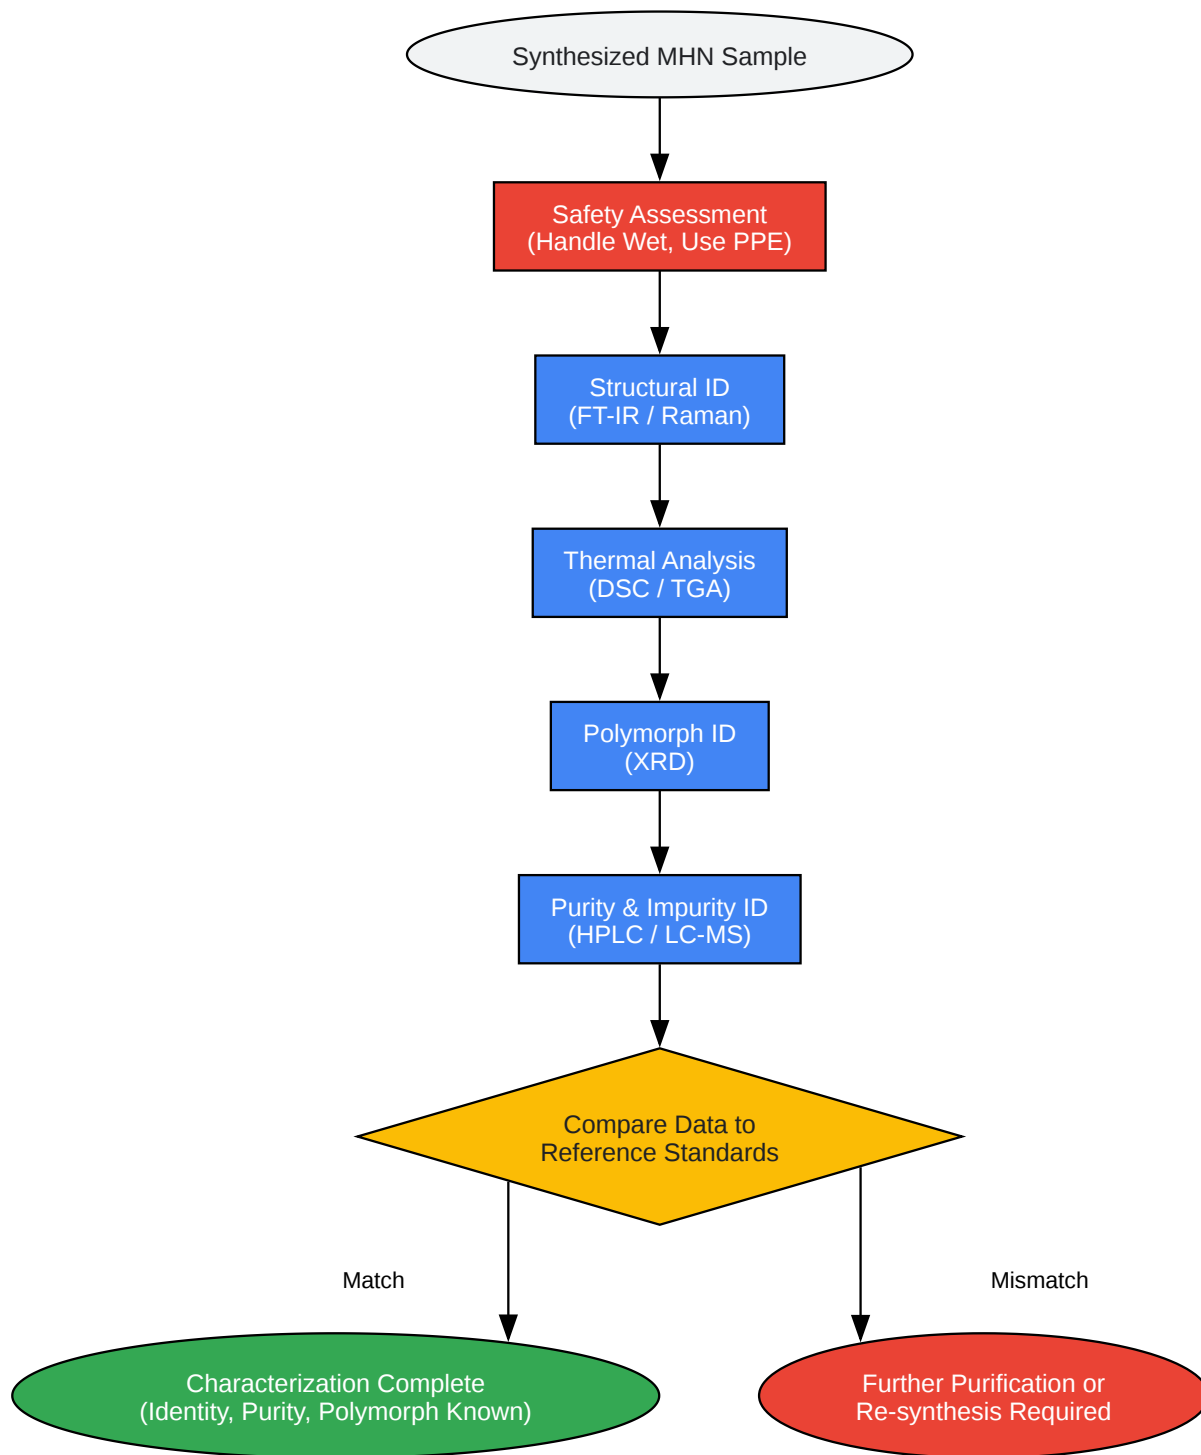 Synthesized MHN Sample
Safety Assessment
(Handle Wet, Use PPE)
Structural ID
(FT-IR / Raman)
Thermal Analysis
(DSC / TGA)
Polymorph ID
(XRD)
Purity & Impurity ID
(HPLC / LC-MS)
Compare Data to
Reference Standards
Match
Mismatch
Characterization Complete
(Identity, Purity, Polymorph Known)
Further Purification or
Re-synthesis Required